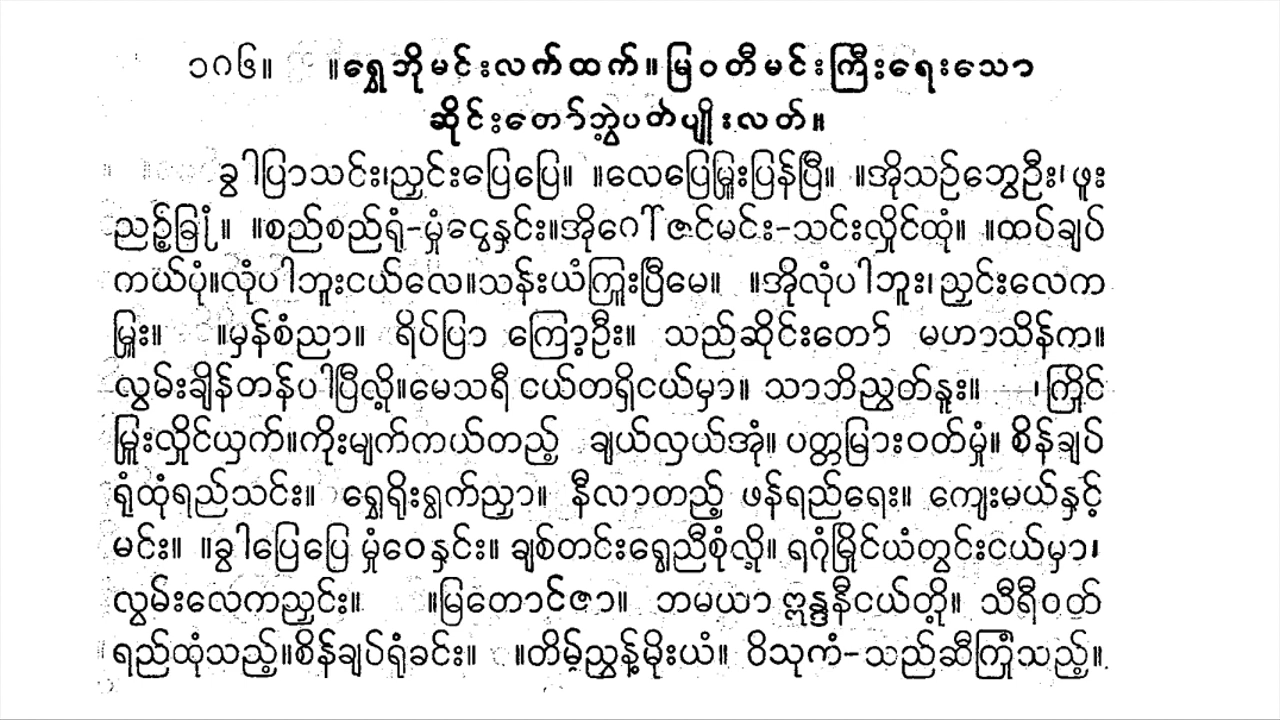 ၁၈၆။ ။ရွှေဘိုမင်းလက်ထက်။မြဝတီမင်းကြီးရေးသော
ဆိုင်းတော်ဘွဲ့ပတ်ပျိုးလတ်။
ခွါပြာသင်း၊ညှင်းပြေပြေ။ ။လေပြေမြူးပြန်ပြီ။ ။အိုသဉ်ဘွေဦး၊ဖူး
ညဉ့်ခြုံ။ ။စည်စည်ရုံ-မှုံငွေနှင်း။အိုဂေါ်ဇင်မင်း-သင်းလှိုင်ထုံ။ ။ထပ်ချပ်
ကယ်ပုံ။လုံပါဘူးငယ်လေ။သန်းယံကြူးပြီမေ။ ။အိုလုံပါဘူး၊ညှင်းလေက
မြူး။ ။မှန်စံညာ။ ရိပ်ပြာ ကြော့ဦး။ သည်ဆိုင်းတော် မဟာသိန်က။
လွမ်းချိန်တန်ပါပြီလို့။မေသရီ ငယ်တရှိငယ်မှာ။ သာဘိညွတ်နူး။ ၊ကြိုင်
မြူးလှိုင်ယှက်။ကိုးမျက်ကယ်တည့် ချယ်လှယ်အုံ။ ပတ္တမြားဝတ်မှုံ။ စိန်ချပ်
ရုံထုံရည်သင်း။ ရွှေရိုးရွက်ညှာ။ နီလာတည့် ဖန်ရည်ရေး။ ကျေးမယ်နှင့်
မင်း။ ။ခွါပြေပြေ မှုံဝေနှင်း။ ချစ်တင်းရွှေညီစုံလို့။ ရဂုံမြိုင်ယံတွင်းငယ်မှာ၊
လွမ်းလေကညှင်း။ ။မြတောင်ဇာ။ ဘမယာ ဣန္ဒနီငယ်တို့။ သီရီဝတ်
ရည်ထုံသည့်။စိန်ချပ်ရုံခင်း။ ။တိမ်ညွှန့်မိုးယံ။ ဝိသုကံ-သည်ဆီကြုံသည့်။